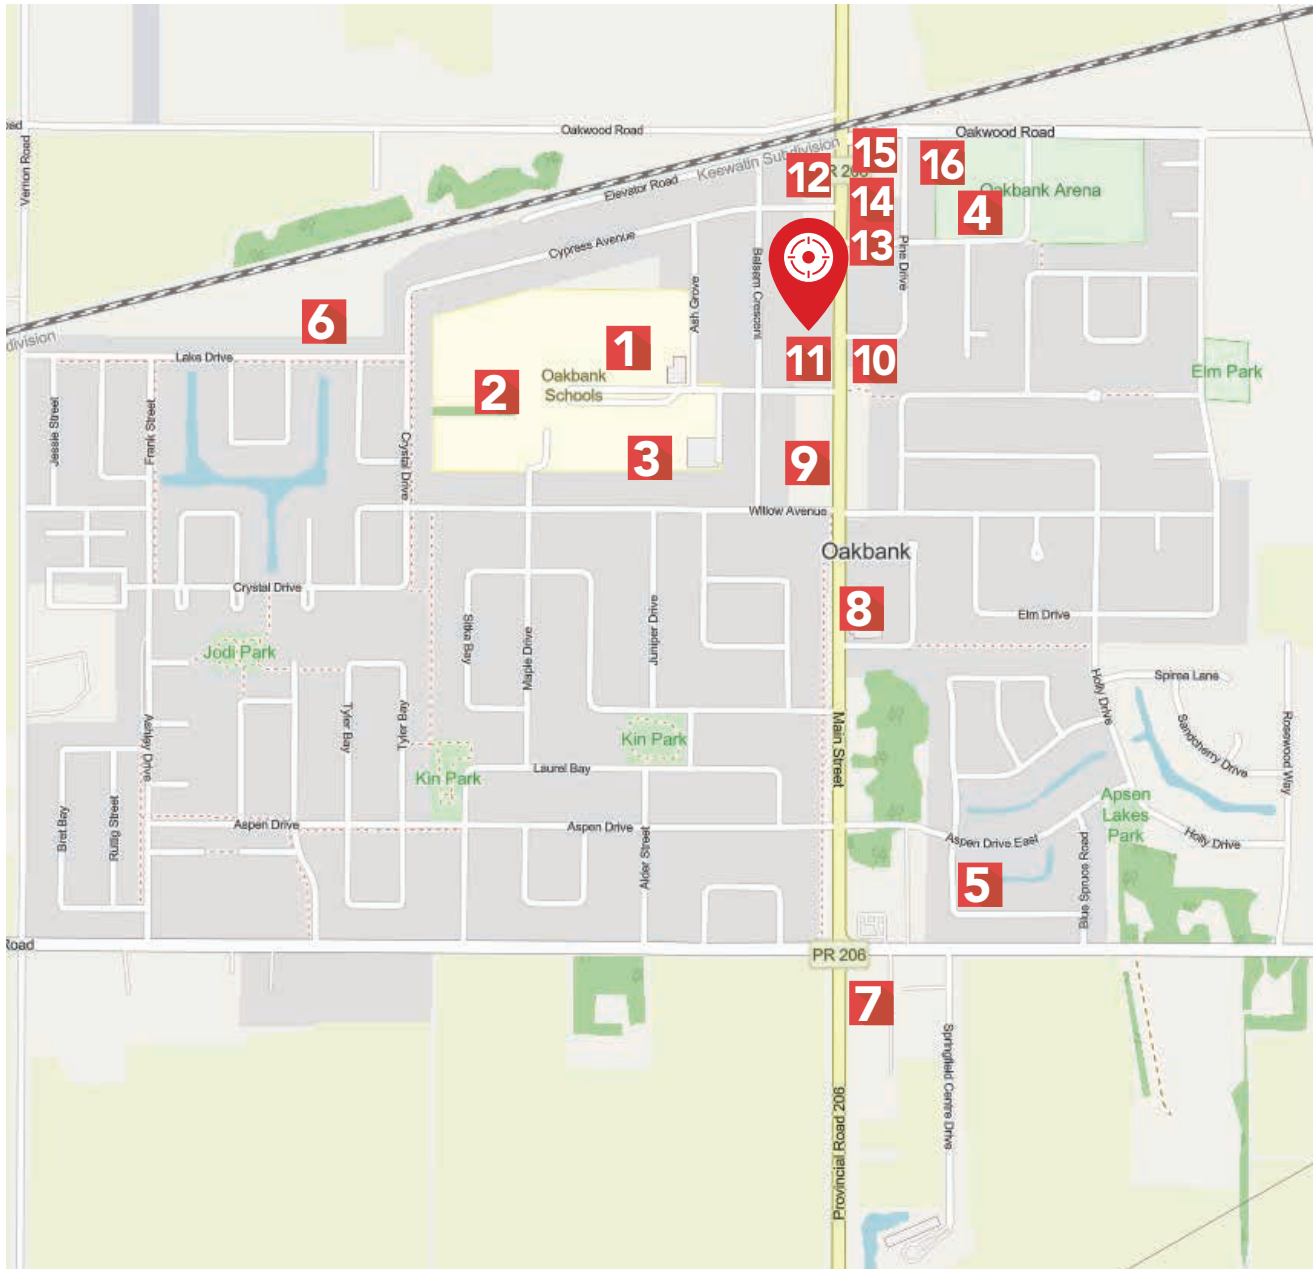 oad
Oakwood Road
Oakwood Road
Vernon Road
Keewatin Subdivision
15
16
12
Elevator Road
Oakbank Arena
14
4
Cypress Avenue
13
Pine Drive
Balsam Crescent
Ash Grove
6
division
Lake Drive
1
11
10
Oakbank
Schools
2
Elm Park
Jessie Street
Frank Street
Crystal Drive
3
9
Willow Avenue
Oakbank
Crystal Drive
8
Elm Drive
Sitka Bay
Maple Drive
Juniper Drive
Jodi Park
Holly Drive
Spirea Lane
Tyler Bay
Tyler Bay
Ashley Drive
Kin Park
Main Street
Sandcherry Drive
Rosewood Way
Kin Park
Laurel Bay
Apsen
Lakes
Park
Bret Bay
Ruttig Street
Aspen Drive
Aspen Drive
Alder Street
Aspen Drive East
Holly Drive
5
Blue Spruce Road
Road
PR 206
7
Springfield Centre Drive
Provincial Road 206